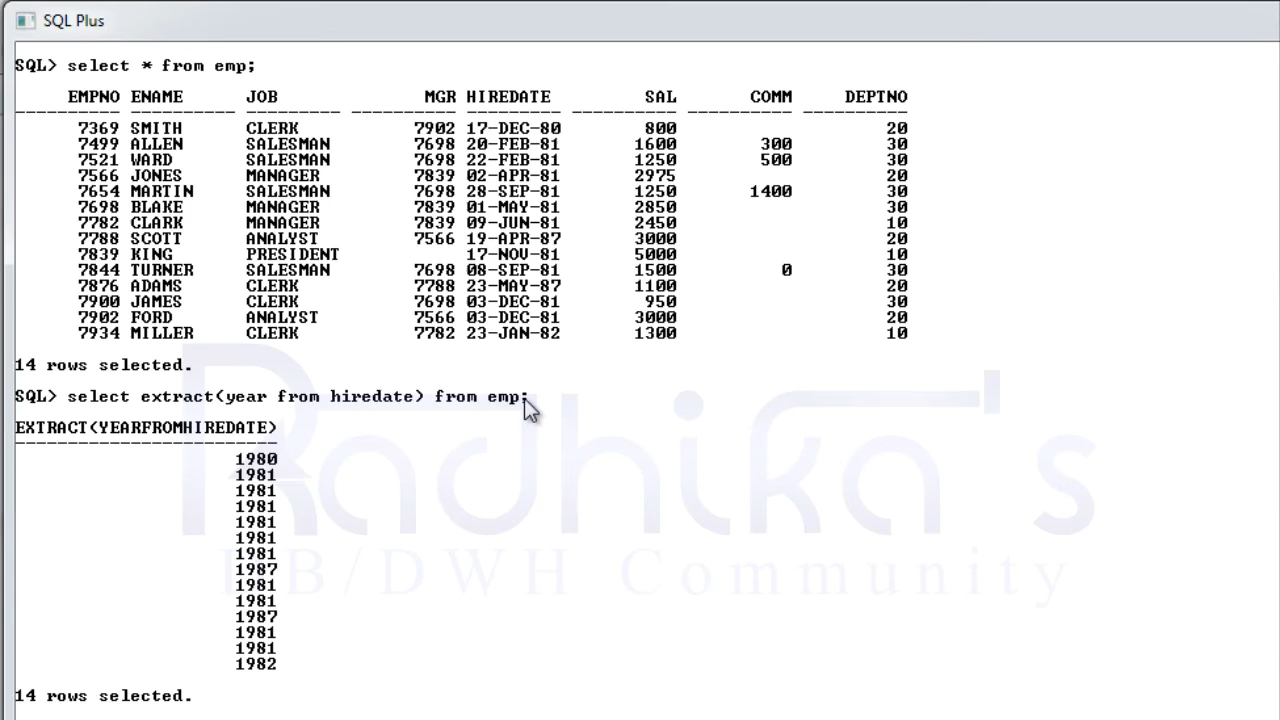 SQL Plus
SQL> select * from emp;
EMPNO ENAME JOB MGR HIREDATE SAL COMM DEPTNO
---------- ---------- --------- ---------- --------- ---------- ---------- ----------
7369 SMITH CLERK 7902 17-DEC-80 800 20
7499 ALLEN SALESMAN 7698 20-FEB-81 1600 300 30
7521 WARD SALESMAN 7698 22-FEB-81 1250 500 30
7566 JONES MANAGER 7839 02-APR-81 2975 20
7654 MARTIN SALESMAN 7698 28-SEP-81 1250 1400 30
7698 BLAKE MANAGER 7839 01-MAY-81 2850 30
7782 CLARK MANAGER 7839 09-JUN-81 2450 10
7788 SCOTT ANALYST 7566 19-APR-87 3000 20
7839 KING PRESIDENT 17-NOV-81 5000 10
7844 TURNER SALESMAN 7698 08-SEP-81 1500 0 30
7876 ADAMS CLERK 7788 23-MAY-87 1100 20
7900 JAMES CLERK 7698 03-DEC-81 950 30
7902 FORD ANALYST 7566 03-DEC-81 3000 20
7934 MILLER CLERK 7782 23-JAN-82 1300 10
14 rows selected.
SQL> select extract(year from hiredate) from emp;
EXTRACT(YEARFROMHIREDATE)
-------------------------
1980
1981
1981
1981
1981
1981
1981
1987
1981
1981
1987
1981
1981
1982
14 rows selected.
Radhika's
DB/DWH Community